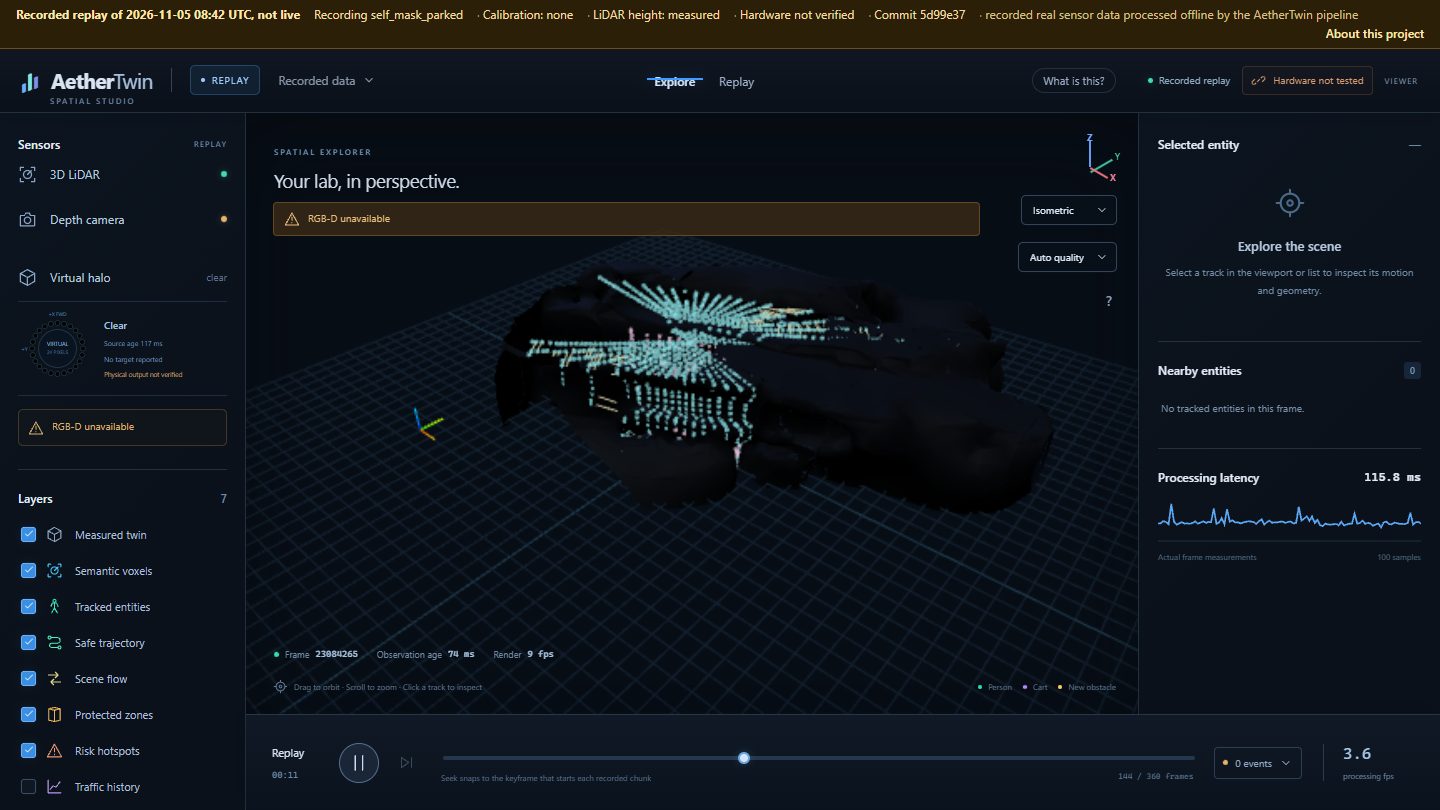 Recorded replay of 2026-11-05 08:42 UTC, not live Recording self_mask_parked · Calibration: none · LiDAR height: measured · Hardware not verified · Commit 5d99e37 · recorded real sensor data processed offline by the AetherTwin pipeline
About this project
AetherTwin
SPATIAL STUDIO
REPLAY
Recorded data
Explore
Replay
What is this?
Recorded replay
Hardware not tested
VIEWER
Sensors
REPLAY
3D LiDAR
Depth camera
Virtual halo
clear
+X FWD
+Y
VIRTUAL
24 PIXELS
Clear
Source age 117 ms
No target reported
Physical output not verified
RGB-D unavailable
Layers
7
Measured twin
Semantic voxels
Tracked entities
Safe trajectory
Scene flow
Protected zones
Risk hotspots
Traffic history
SPATIAL EXPLORER
Your lab, in perspective.
RGB-D unavailable
Z
Y
X
Isometric
Auto quality
?
Frame 23084265 Observation age 74 ms Render 9 fps
Drag to orbit · Scroll to zoom · Click a track to inspect
Person
Cart
New obstacle
Selected entity
Explore the scene
Select a track in the viewport or list to inspect its motion
and geometry.
Nearby entities
0
No tracked entities in this frame.
Processing latency
115.8 ms
Actual frame measurements
100 samples
Replay
00:11
Seek snaps to the keyframe that starts each recorded chunk
144 / 360 frames
0 events
3.6
processing fps